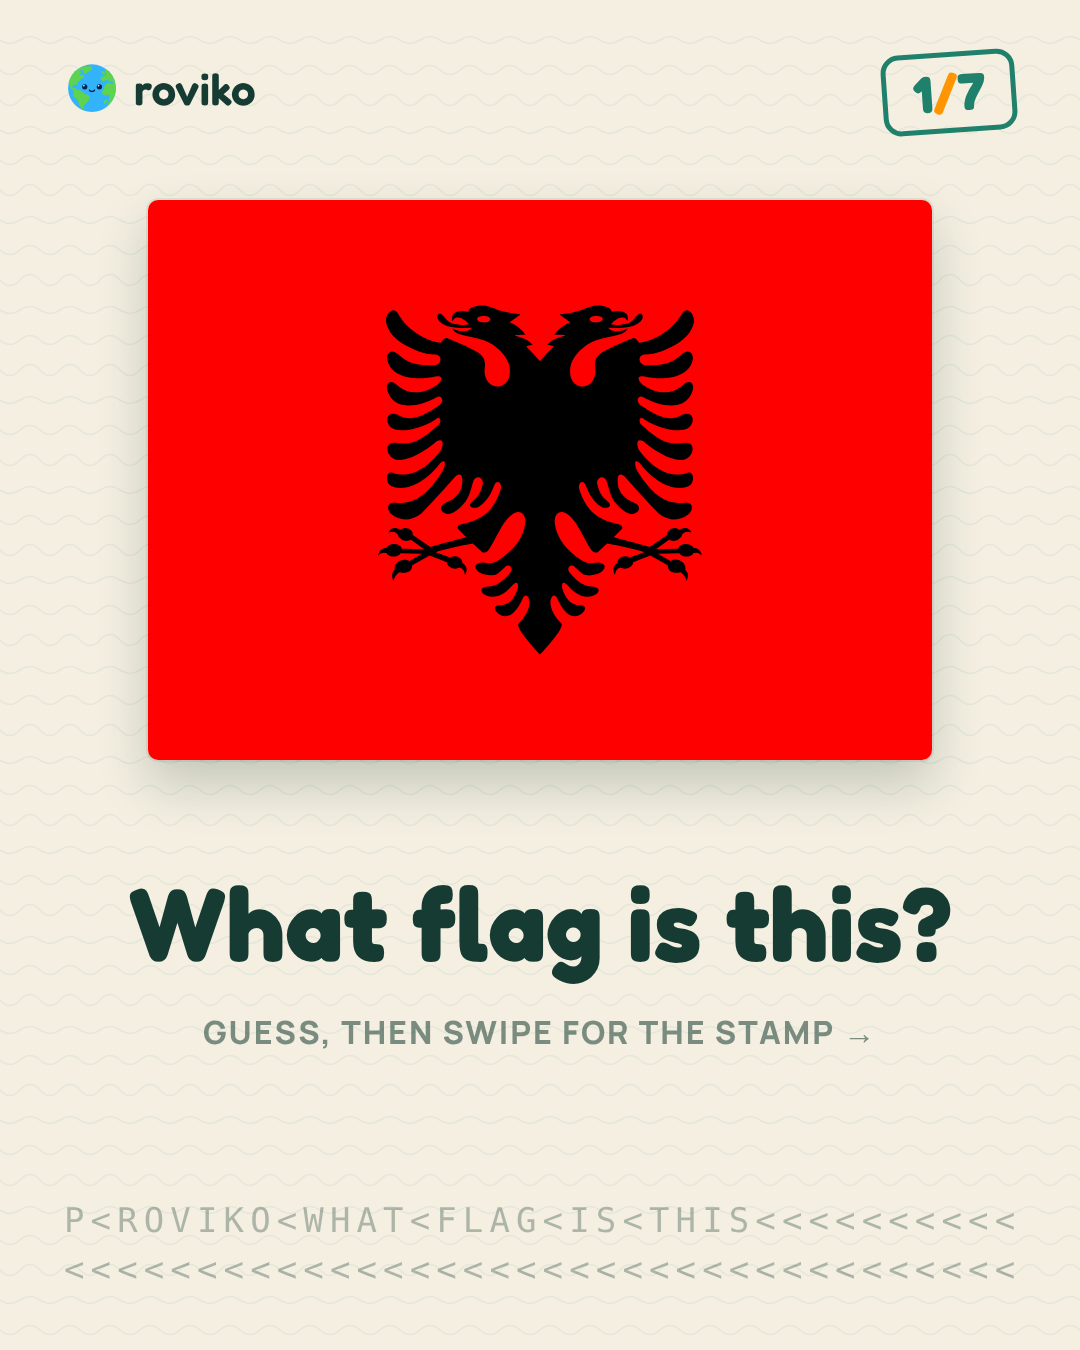 roviko
1/7
What flag is this?
GUESS, THEN SWIPE FOR THE STAMP →
P<ROVIKO<WHAT<FLAG<IS<THIS<<<<<<<<<<
<<<<<<<<<<<<<<<<<<<<<<<<<<<<<<<<<<<<